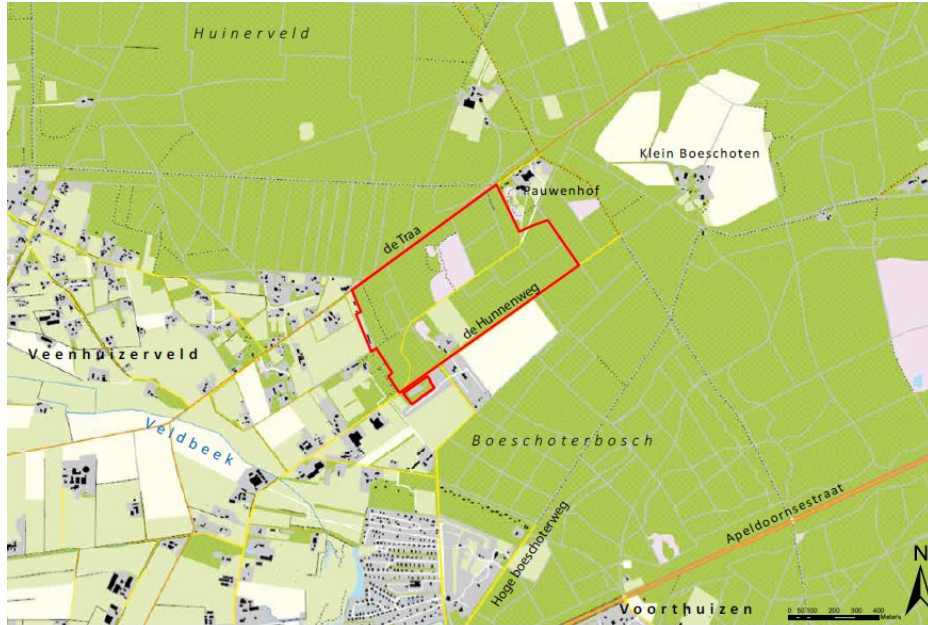 Huinerveld
Klein Boeschoten
Pauwenhof
de Traa
de Hunnenweg
Veenhuizerveld
Veldbeek
Boeschoterbosch
Apeldoornsestraat
Hoge boeschoterweg
Voorthuizen
N
0 50 100 200 300 400
Meters